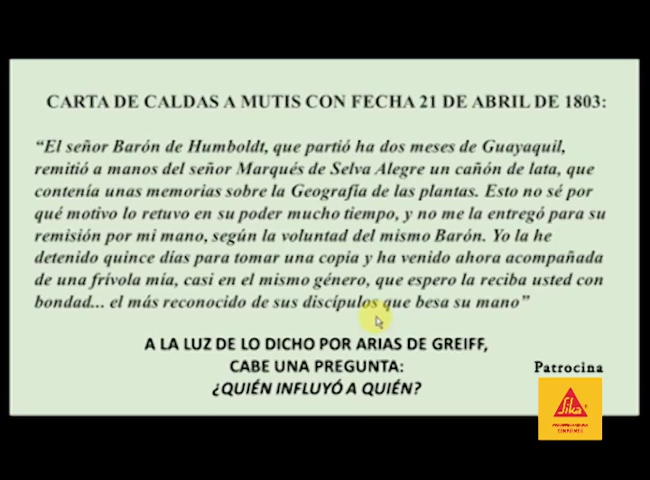 CARTA DE CALDAS A MUTIS CON FECHA 21 DE ABRIL DE 1803:
“El señor Barón de Humboldt, que partió ha dos meses de Guayaquil,
remitió a manos del señor Marqués de Selva Alegre un cañón de lata, que
contenía unas memorias sobre la Geografía de las plantas. Esto no sé por
qué motivo lo retuvo en su poder mucho tiempo, y no me la entregó para su
remisión por mi mano, según la voluntad del mismo Barón. Yo la he
detenido quince días para tomar una copia y ha venido ahora acompañada
de una frívola mía, casi en el mismo género, que espero la reciba usted con
bondad... el más reconocido de sus discípulos que besa su mano”
A LA LUZ DE LO DICHO POR ARIAS DE GREIFF,
CABE UNA PREGUNTA:
¿QUIÉN INFLUYÓ A QUIÉN?
Patrocina
Sika